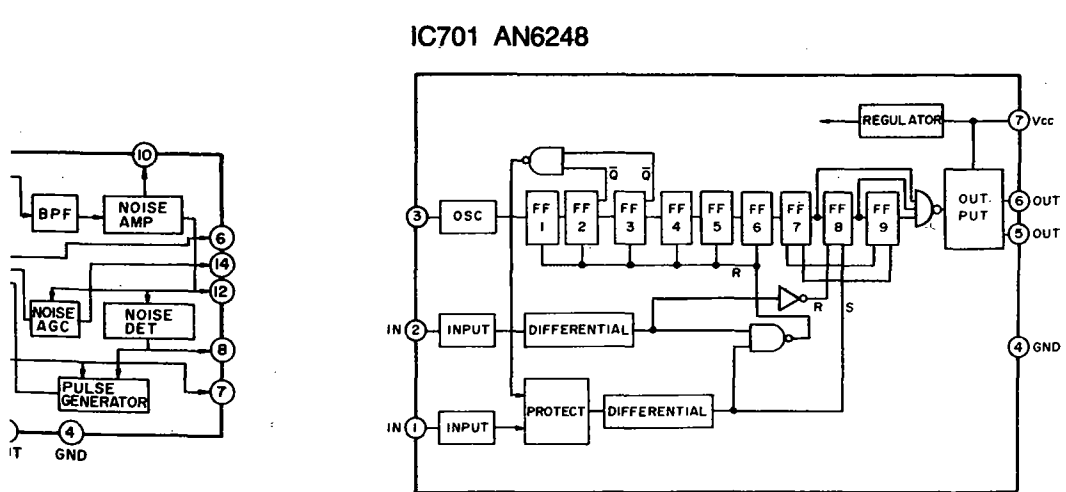 IC701 AN6248
REGULATOR
7 Vcc
10
BPF
NOISE
AMP
6
14
12
NOISE
AGC
NOISE
DET
8
PULSE
GENERATOR
7
4
GND
Q Q
3
OSC
FF
1
FF
2
FF
3
FF
4
FF
5
FF
6
FF
7
FF
8
FF
9
OUT.
PUT
6 OUT
5 OUT
R
R
S
IN 2
INPUT
DIFFERENTIAL
4 GND
IN 1
INPUT
PROTECT
DIFFERENTIAL